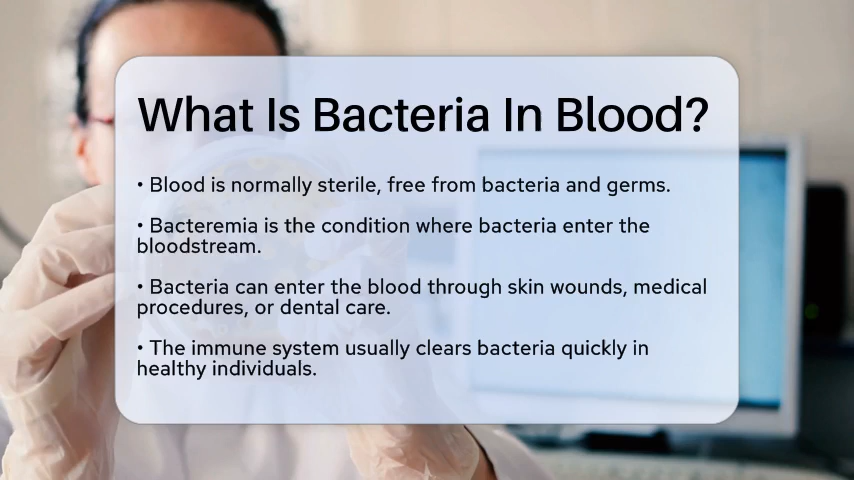 What Is Bacteria In Blood?
• Blood is normally sterile, free from bacteria and germs.
• Bacteremia is the condition where bacteria enter the
bloodstream.
• Bacteria can enter the blood through skin wounds, medical
procedures, or dental care.
• The immune system usually clears bacteria quickly in
healthy individuals.